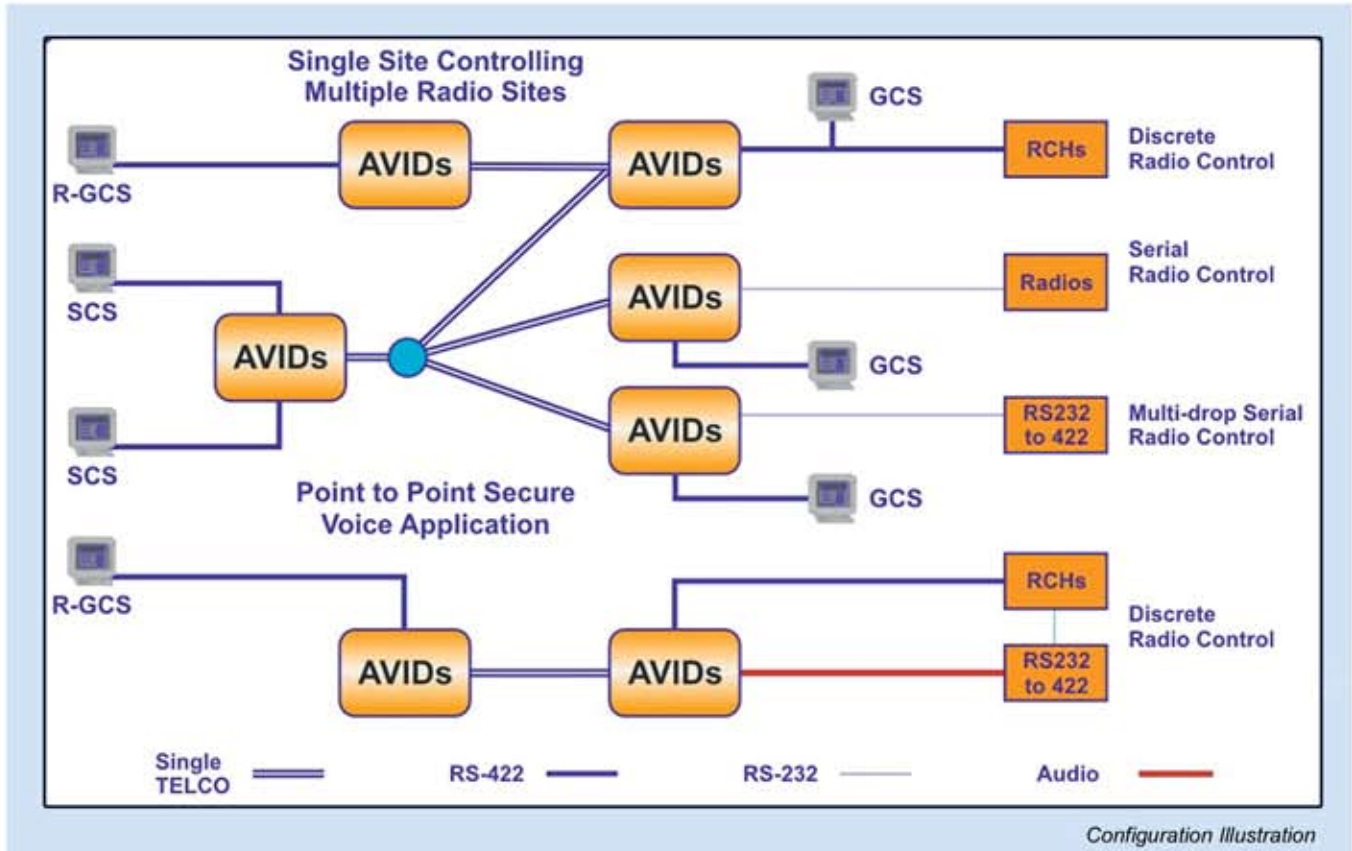 Single Site Controlling
Multiple Radio Sites
GCS
AVIDs
AVIDs
RCHs
Discrete
Radio Control
R-GCS
SCS
AVIDs
Radios
Serial
Radio Control
AVIDs
GCS
SCS
AVIDs
RS232
to 422
Multi-drop Serial
Radio Control
GCS
Point to Point Secure
Voice Application
R-GCS
RCHs
Discrete
Radio Control
AVIDs
AVIDs
RS232
to 422
Single
TELCO
RS-422
RS-232
Audio
Configuration Illustration